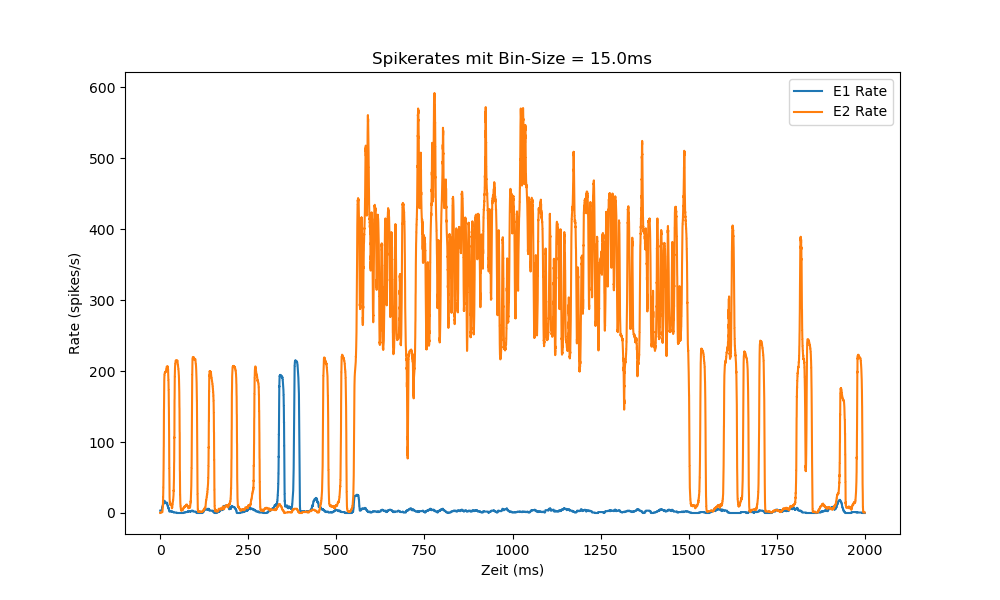 Spikerates mit Bin-Size = 15.0ms
E1 Rate
E2 Rate
Rate (spikes/s)
600
500
400
300
200
100
0
0 250 500 750 1000 1250 1500 1750 2000
Zeit (ms)